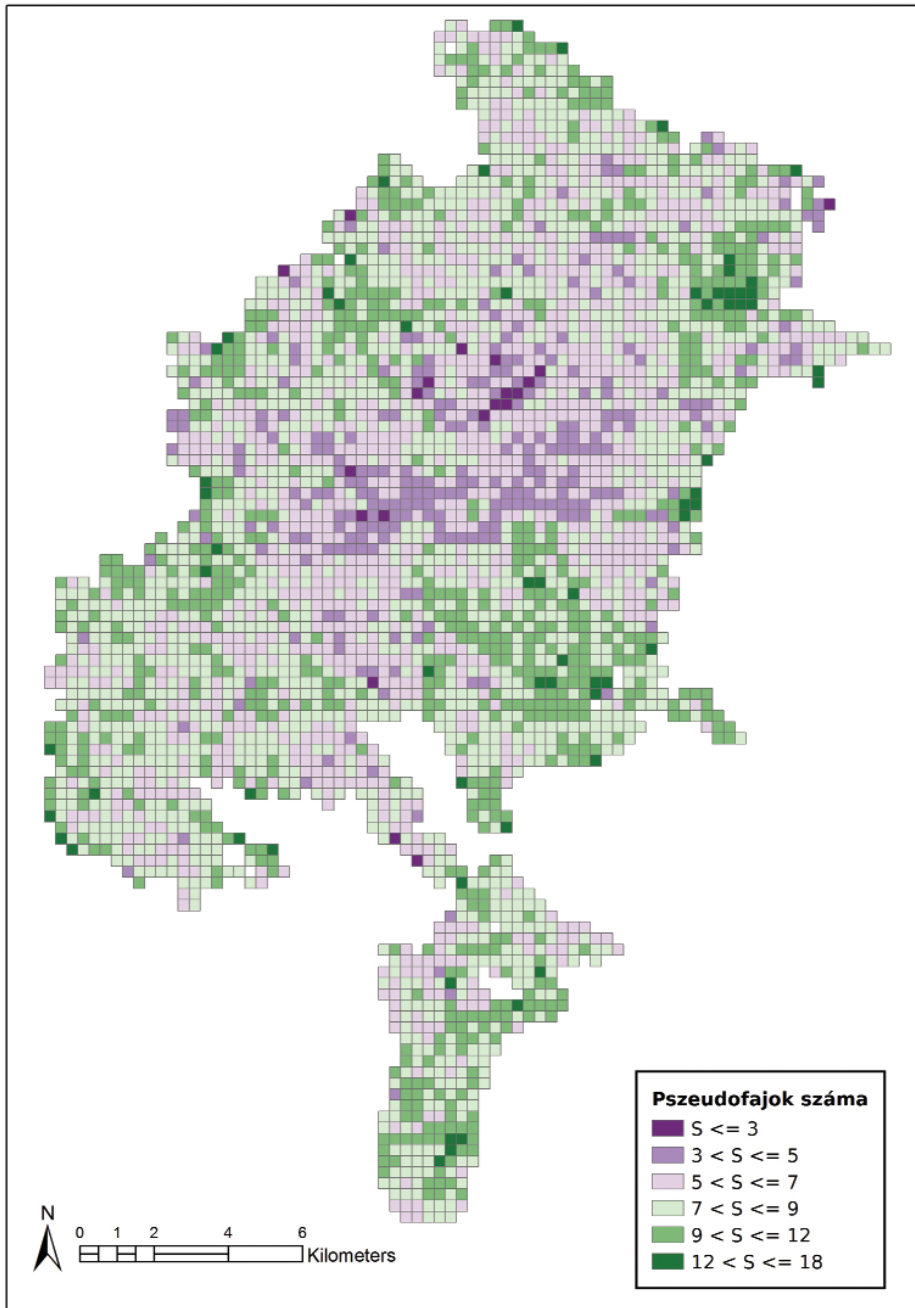 Pszeudofajok száma
S <= 3
3 < S <= 5
5 < S <= 7
7 < S <= 9
9 < S <= 12
12 < S <= 18
N
0 1 2 4 6
Kilometers